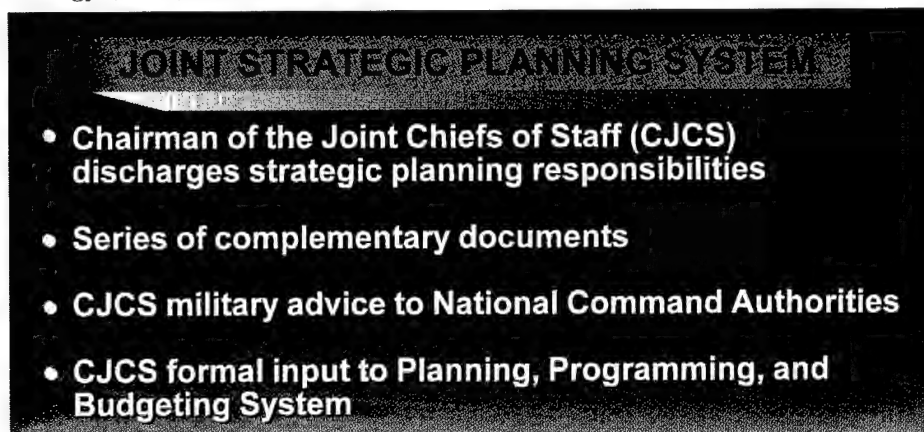 JOINT STRATEGIC PLANNING SYSTEM
• Chairman of the Joint Chiefs of Staff (CJCS)
discharges strategic planning responsibilities
• Series of complementary documents
• CJCS military advice to National Command Authorities
• CJCS formal input to Planning, Programming, and
Budgeting System